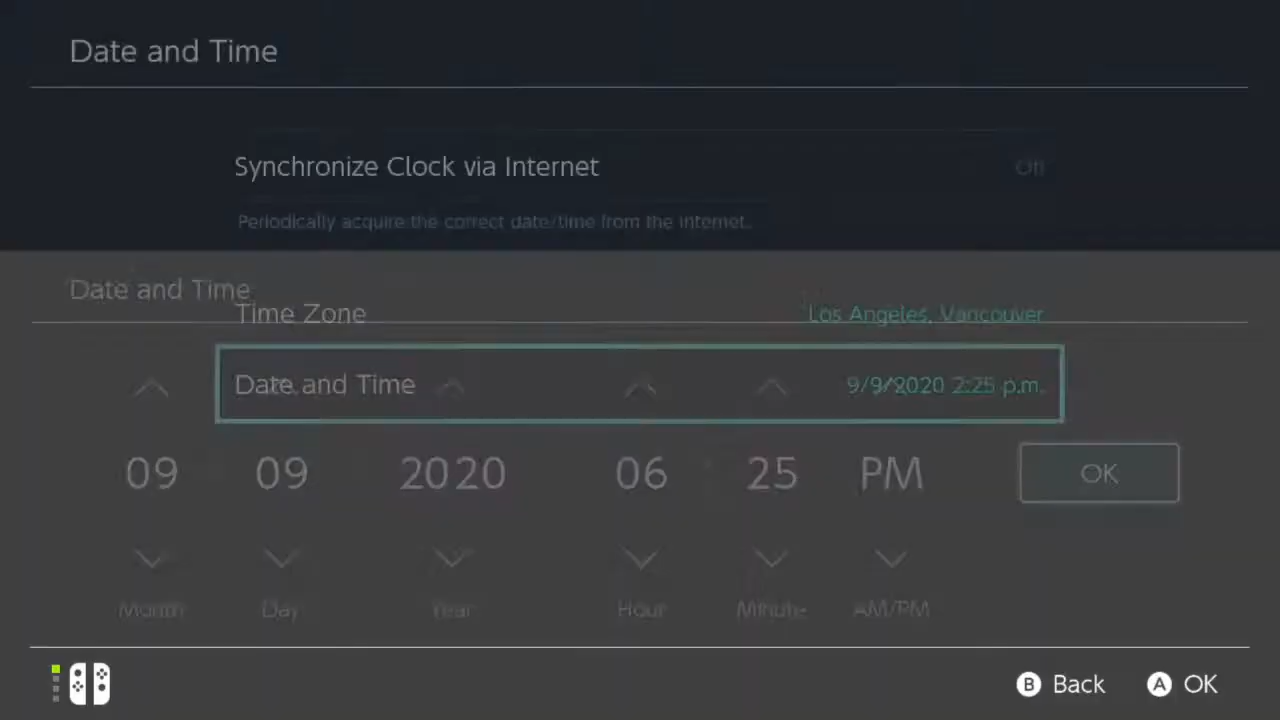 Date and Time
Synchronize Clock via Internet Off
Periodically acquire the correct date/time from the internet.
Date and Time
Time Zone Los Angeles, Vancouver
Date and Time 9/9/2020 2:25 p.m.
09 09 2020 06 : 25 PM OK
Month Day Year Hour Minute AM/PM
B Back A OK